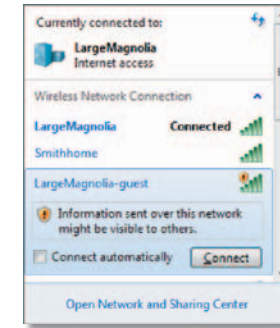 Currently connected to:
LargeMagnolia
Internet access
Wireless Network Connection
LargeMagnolia Connected
Smithhome
LargeMagnolia-guest
Information sent over this network
might be visible to others.
Connect automatically Connect
Open Network and Sharing Center